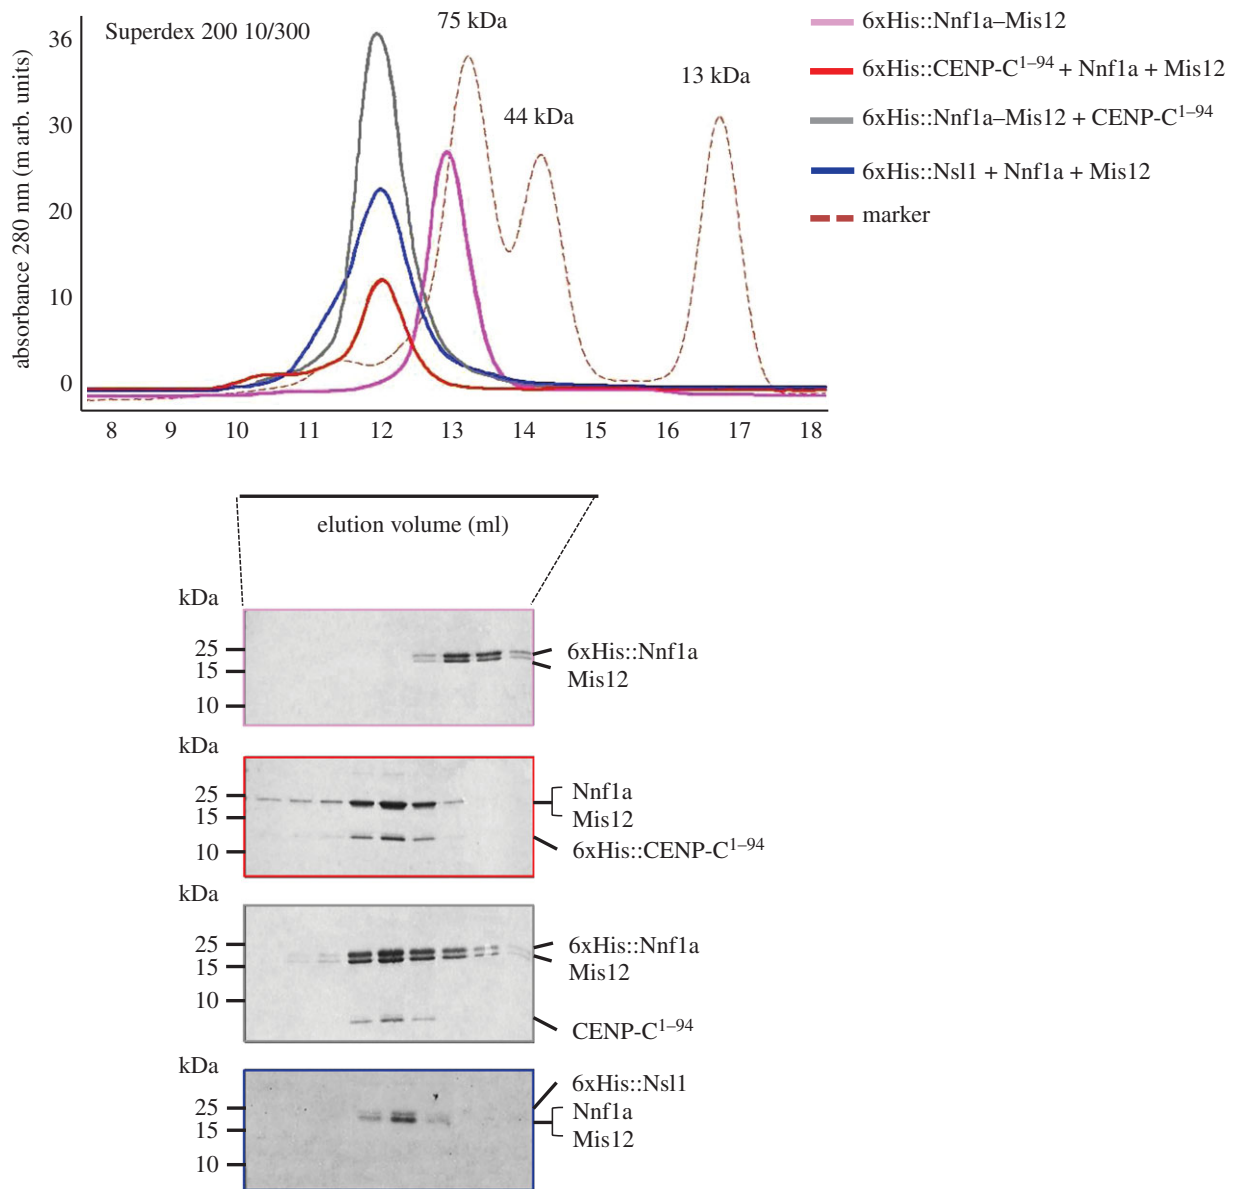 Superdex 200 10/300
75 kDa
44 kDa
13 kDa
absorbance 280 nm (m arb. units)
36
30
20
10
0
8 9 10 11 12 13 14 15 16 17 18
elution volume (ml)
6xHis::Nnf1a–Mis12
6xHis::CENP-C1–94 + Nnf1a + Mis12
6xHis::Nnf1a–Mis12 + CENP-C1–94
6xHis::Nsl1 + Nnf1a + Mis12
marker
kDa
25
15
10
6xHis::Nnf1a
Mis12
kDa
25
15
10
Nnf1a
Mis12
6xHis::CENP-C1–94
kDa
25
15
10
6xHis::Nnf1a
Mis12
CENP-C1–94
kDa
25
15
10
6xHis::Nsl1
Nnf1a
Mis12